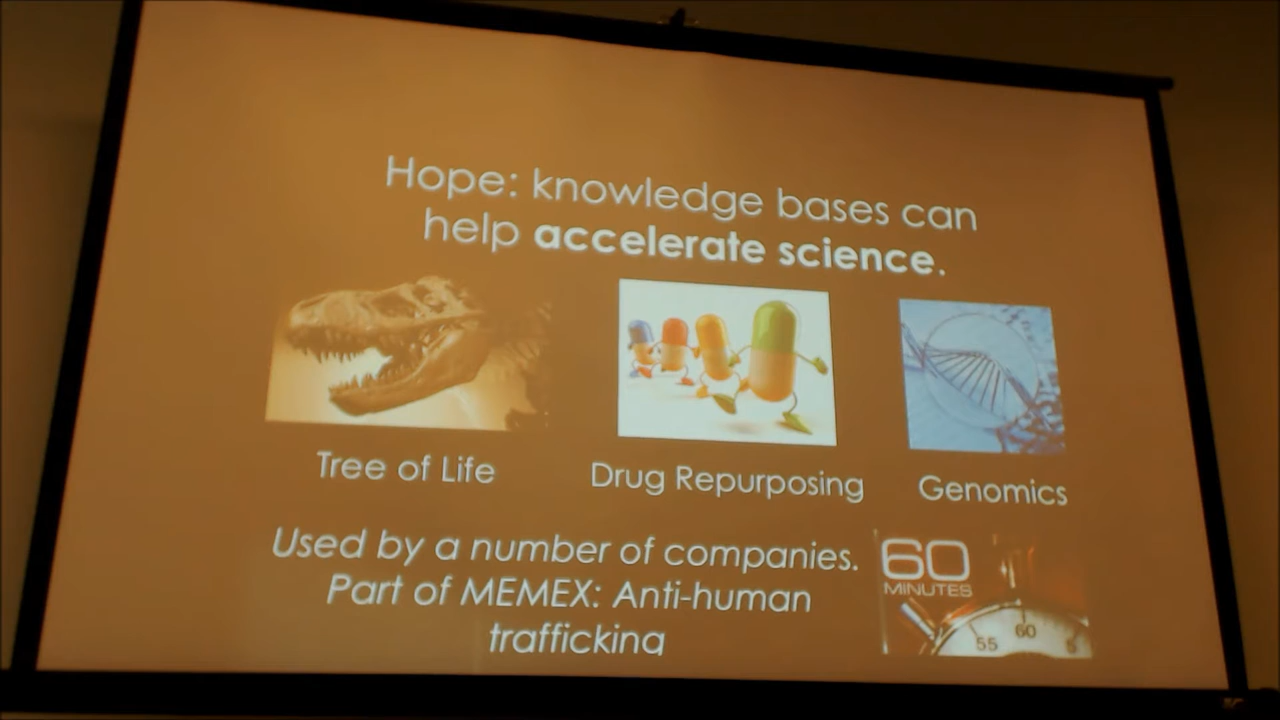 Hope: knowledge bases can
help accelerate science.
Tree of Life
Drug Repurposing
Genomics
Used by a number of companies.
Part of MEMEX: Anti-human
trafficking
60
MINUTES
55
60
5